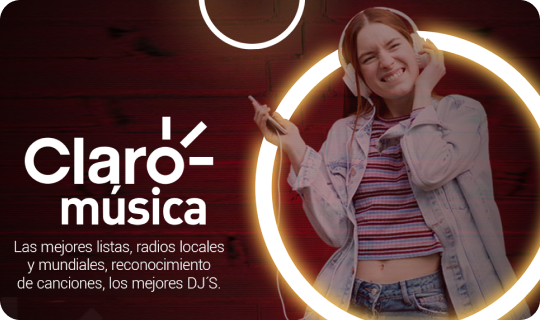 Claro
música
Las mejores listas, radios locales
y mundiales, reconocimiento
de canciones, los mejores DJ´S.